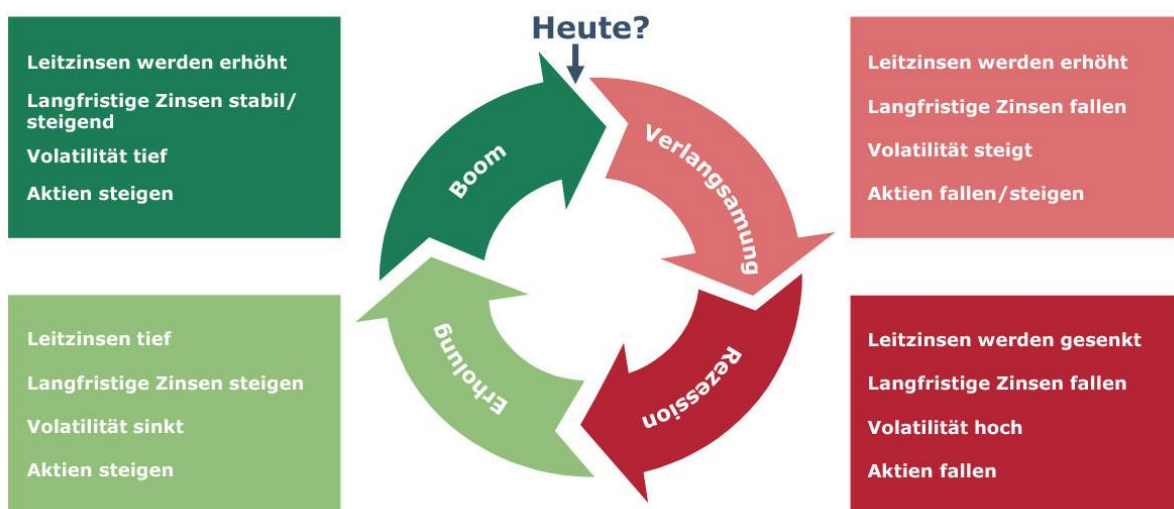 Heute?
Leitzinsen werden erhöht
Langfristige Zinsen stabil/
steigend
Volatilität tief
Aktien steigen
Leitzinsen werden erhöht
Langfristige Zinsen fallen
Volatilität steigt
Aktien fallen/steigen
Boom
Verlangsamung
Erholung
Rezession
Leitzinsen tief
Langfristige Zinsen steigen
Volatilität sinkt
Aktien steigen
Leitzinsen werden gesenkt
Langfristige Zinsen fallen
Volatilität hoch
Aktien fallen